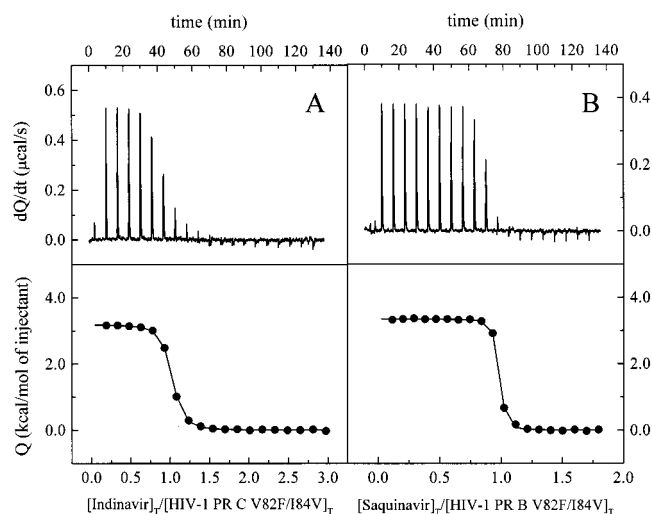 time (min)
time (min)
0 20 40 60 80 100 120 140
0 20 40 60 80 100 120 140
0.6
0.4
0.2
0.0
dQ/dt (μcal/s)
A
B
0.4
0.2
0.0
4.0
2.0
0.0
Q (kcal/mol of injectant)
4.0
2.0
0.0
0.0 0.5 1.0 1.5 2.0 2.5 3.0
0.0 0.5 1.0 1.5 2.0
[Indinavir]T/[HIV-1 PR C V82F/I84V]T
[Saquinavir]T/[HIV-1 PR B V82F/I84V]T